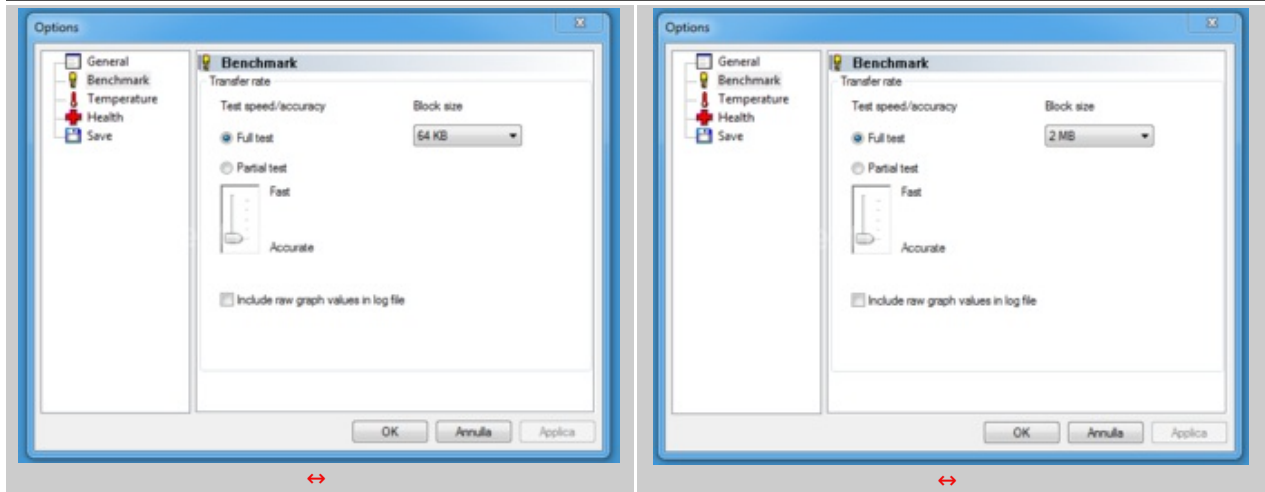 Options
General
Benchmark
Temperature
Health
Save
Benchmark
Transfer rate
Test speed/accuracy
Block size
Full test
64 KB
Partial test
Fast
Accurate
Include raw graph values in log file
OK
Annulla
Applica
Options
General
Benchmark
Temperature
Health
Save
Benchmark
Transfer rate
Test speed/accuracy
Block size
Full test
2 MB
Partial test
Fast
Accurate
Include raw graph values in log file
OK
Annulla
Applica